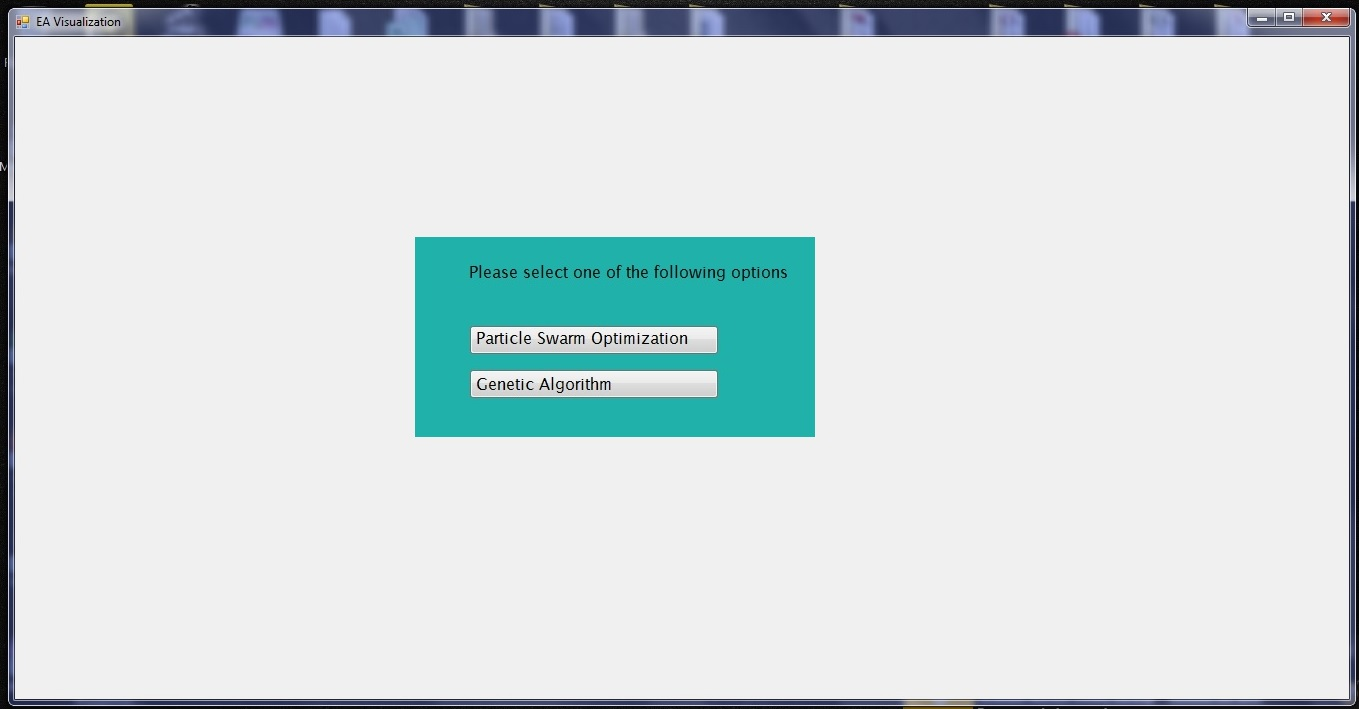 EA Visualization
Please select one of the following options
Particle Swarm Optimization
Genetic Algorithm